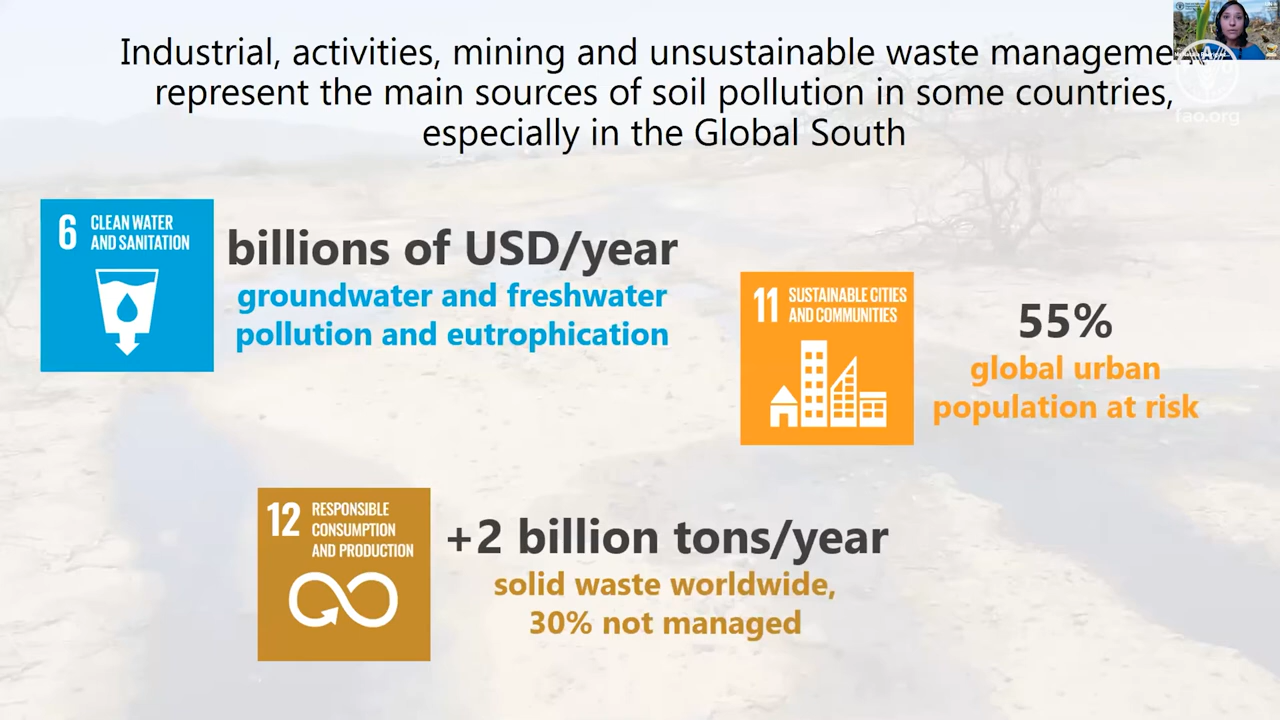 Industrial, activities, mining and unsustainable waste
represent the main sources of soil pollution in some countries,
especially in the Global South
fao.org
6 CLEAN WATER
AND SANITATION
billions of USD/year
groundwater and freshwater
pollution and eutrophication
11 SUSTAINABLE CITIES
AND COMMUNITIES
55%
global urban
population at risk
12 RESPONSIBLE
CONSUMPTION
AND PRODUCTION
+2 billion tons/year
solid waste worldwide,
30% not managed